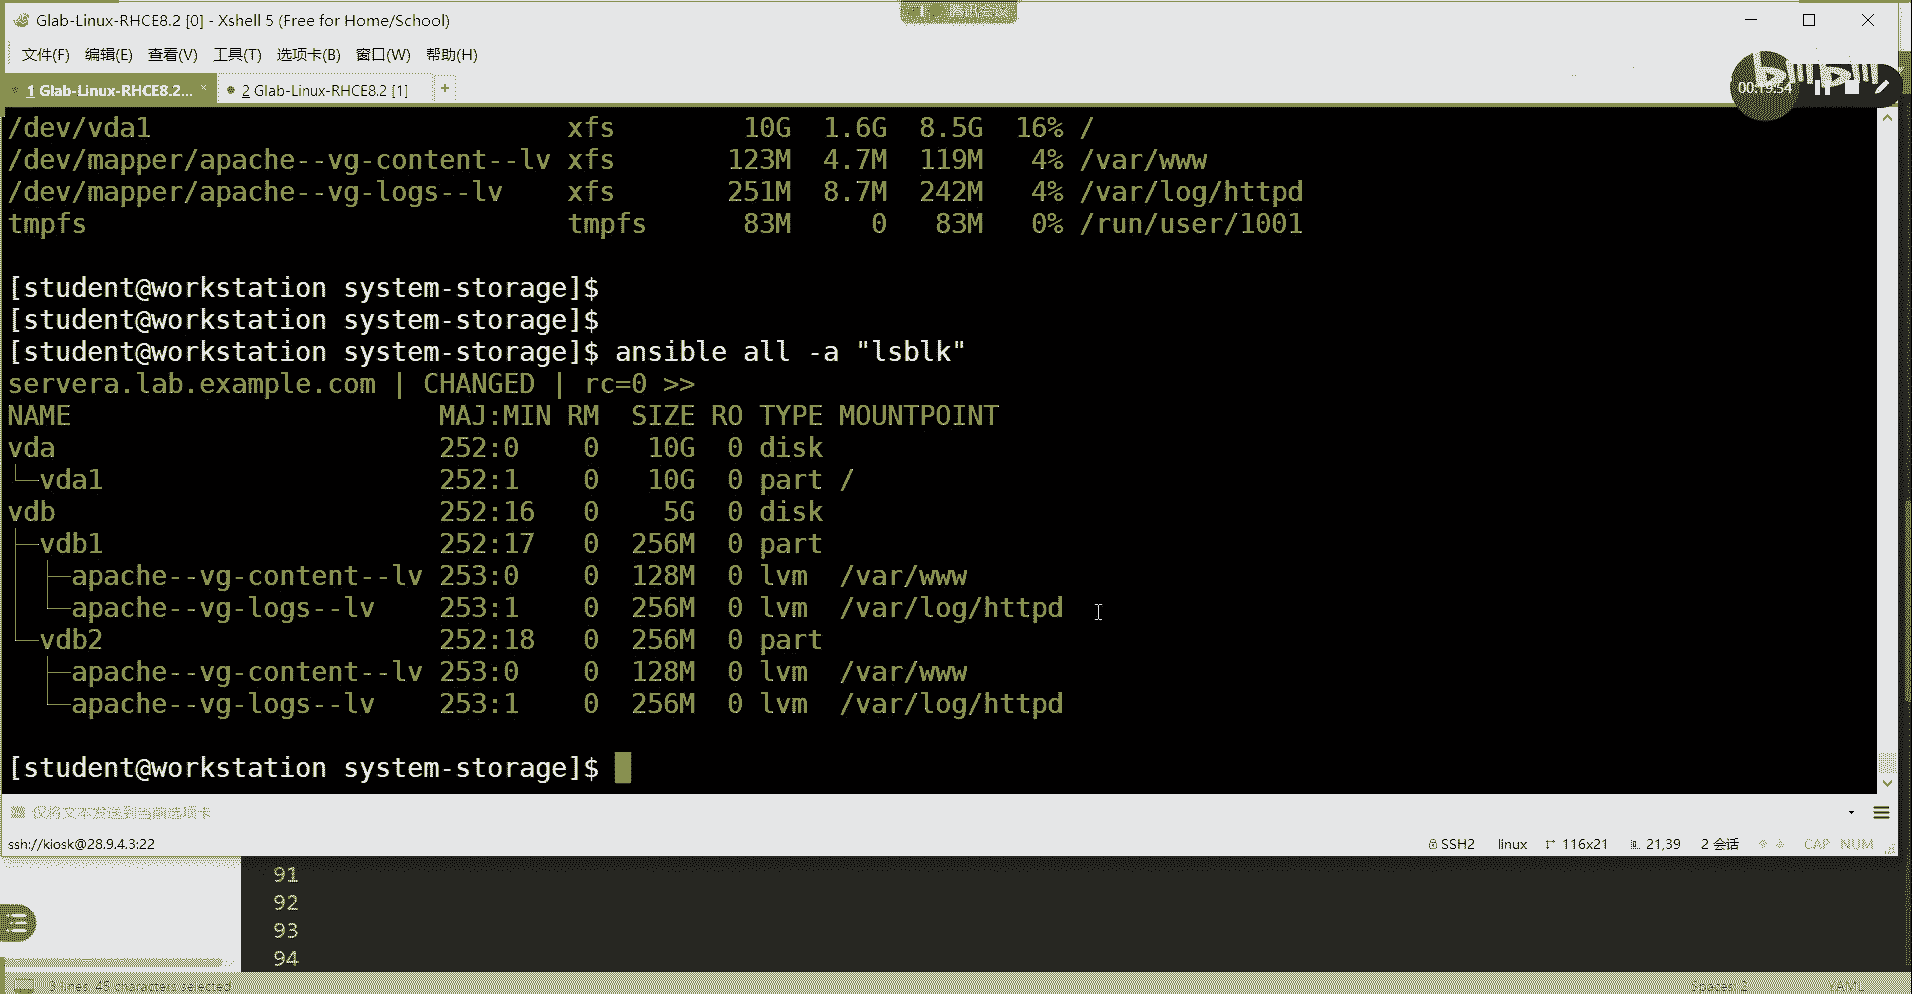 Glab-Linux-RHCE8.2 [0] - Xshell 5 (Free for Home/School)
文件(F) 编辑(E) 查看(V) 工具(T) 选项卡(B) 窗口(W) 帮助(H)
1 Glab-Linux-RHCE8.2... × 2 Glab-Linux-RHCE8.2 [1] +
00:19:54
/dev/vda1 xfs 10G 1.6G 8.5G 16% /
/dev/mapper/apache--vg-content--lv xfs 123M 4.7M 119M 4% /var/www
/dev/mapper/apache--vg-logs--lv xfs 251M 8.7M 242M 4% /var/log/httpd
tmpfs tmpfs 83M 0 83M 0% /run/user/1001
[student@workstation system-storage]$
[student@workstation system-storage]$
[student@workstation system-storage]$ ansible all -a "lsblk"
servera.lab.example.com | CHANGED | rc=0 >>
NAME MAJ:MIN RM SIZE RO TYPE MOUNTPOINT
vda 252:0 0 10G 0 disk
└─vda1 252:1 0 10G 0 part /
vdb 252:16 0 5G 0 disk
├─vdb1 252:17 0 256M 0 part
│ ├─apache--vg-content--lv 253:0 0 128M 0 lvm /var/www
│ └─apache--vg-logs--lv 253:1 0 256M 0 lvm /var/log/httpd
└─vdb2 252:18 0 256M 0 part
├─apache--vg-content--lv 253:0 0 128M 0 lvm /var/www
└─apache--vg-logs--lv 253:1 0 256M 0 lvm /var/log/httpd
[student@workstation system-storage]$
仅将文本发送到当前选项卡
ssh://kiosk@28.9.4.3:22 SSH2 linux 116x21 21,39 2 会话 CAP NUM
91
92
93
94
3 lines, 45 characters selected Spaces: 2 YAML